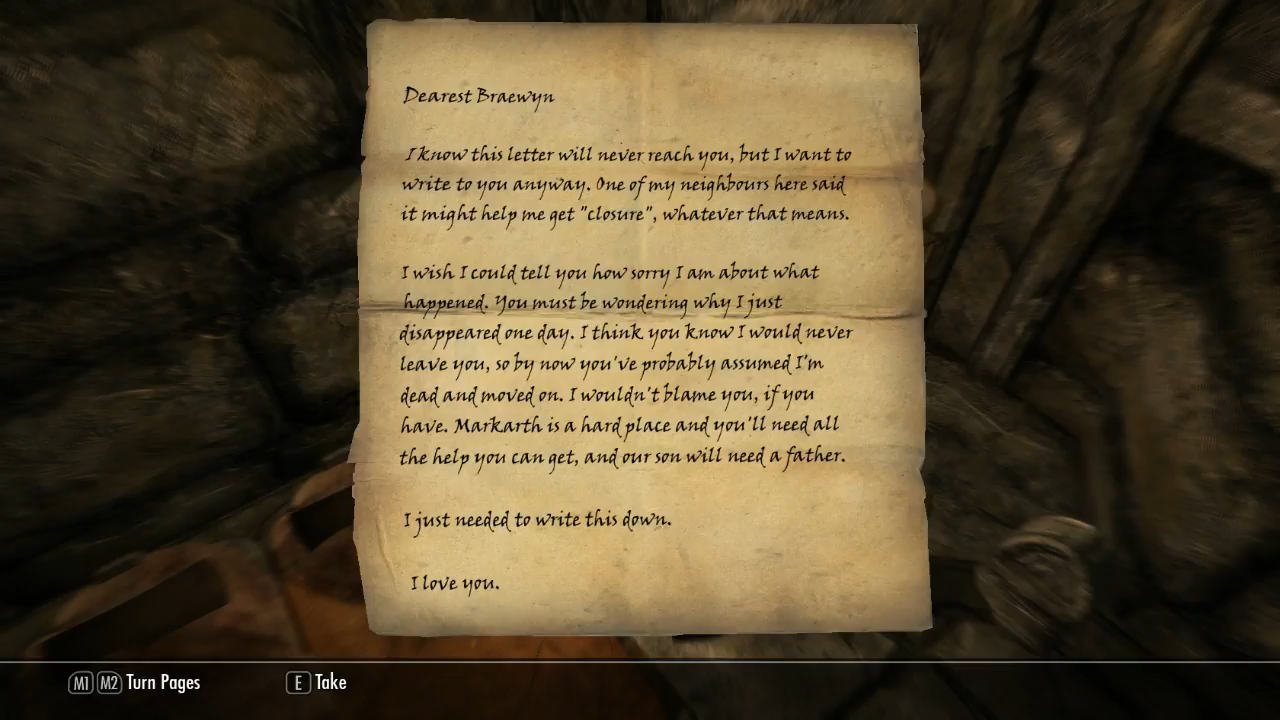 Dearest Braewyn
I know this letter will never reach you, but I want to
write to you anyway. One of my neighbours here said
it might help me get "closure", whatever that means.
I wish I could tell you how sorry I am about what
happened. You must be wondering why I just
disappeared one day. I think you know I would never
leave you, so by now you've probably assumed I'm
dead and moved on. I wouldn't blame you, if you
have. Markarth is a hard place and you'll need all
the help you can get, and our son will need a father.
I just needed to write this down.
I love you.
M1 M2 Turn Pages E Take